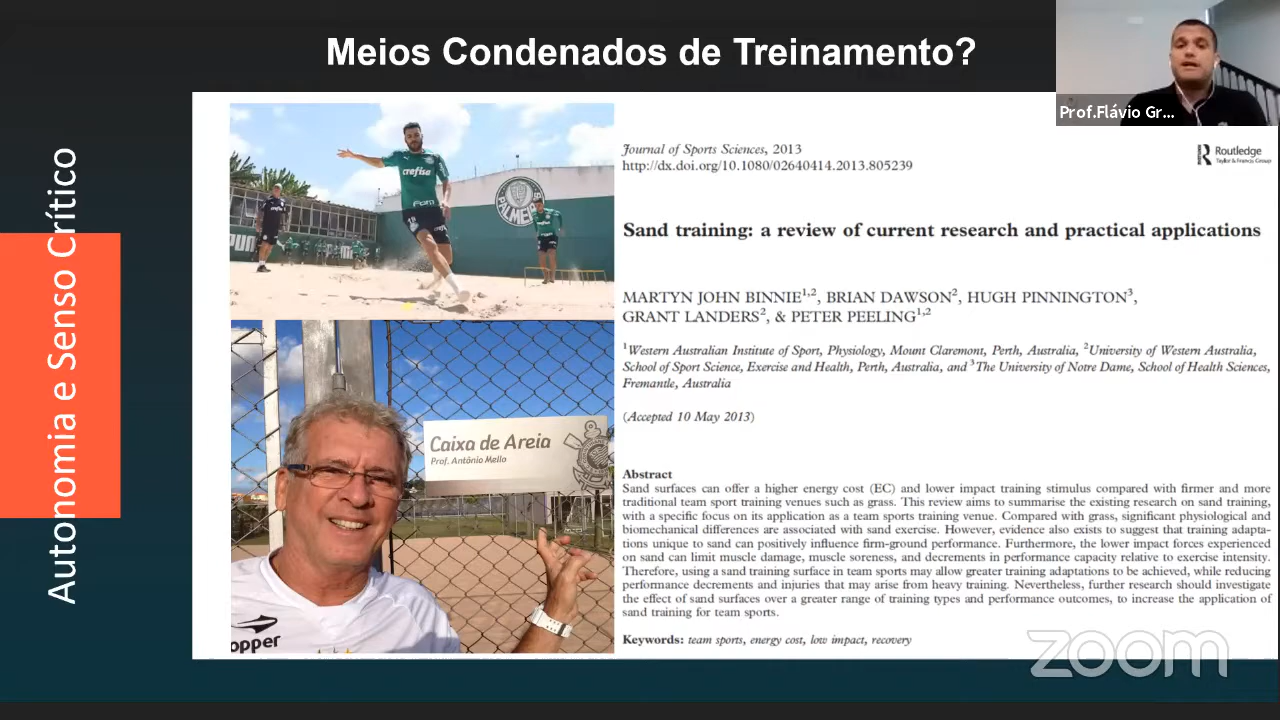 Meios Condenados de Treinamento?
Prof.Flávio Gr...
Autonomia e Senso Crítico
crefisa
PALMEIRAS
PUM
Caixa de Areia
Prof. Antônio Mello
opper
Journal of Sports Sciences, 2013
http://dx.doi.org/10.1080/02640414.2013.805239
Routledge
Taylor & Francis Group
Sand training: a review of current research and practical applications
MARTYN JOHN BINNIE1,2, BRIAN DAWSON2, HUGH PINNINGTON3,
GRANT LANDERS2, & PETER PEELING1,2
1Western Australian Institute of Sport, Physiology, Mount Claremont, Perth, Australia, 2University of Western Australia,
School of Sport Science, Exercise and Health, Perth, Australia, and 3The University of Notre Dame, School of Health Sciences,
Fremantle, Australia
(Accepted 10 May 2013)
Abstract
Sand surfaces can offer a higher energy cost (EC) and lower impact training stimulus compared with firmer and more
traditional team sport training venues such as grass. This review aims to summarise the existing research on sand training,
with a specific focus on its application as a team sports training venue. Compared with grass, significant physiological and
biomechanical differences are associated with sand exercise. However, evidence also exists to suggest that training adapta-
tions unique to sand can positively influence firm-ground performance. Furthermore, the lower impact forces experienced
on sand can limit muscle damage, muscle soreness, and decrements in performance capacity relative to exercise intensity.
Therefore, using a sand training surface in team sports may allow greater training adaptations to be achieved, while reducing
performance decrements and injuries that may arise from heavy training. Nevertheless, further research should investigate
the effect of sand surfaces over a greater range of training types and performance outcomes, to increase the application of
sand training for team sports.
Keywords: team sports, energy cost, low impact, recovery
zoom